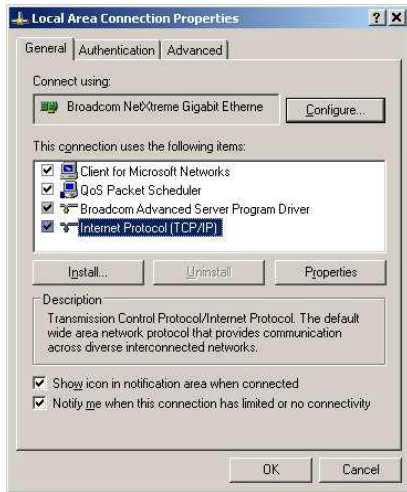 Local Area Connection Properties
General Authentication Advanced
Connect using:
Broadcom NetXtreme Gigabit Etherne Configure...
This connection uses the following items:
Client for Microsoft Networks
QoS Packet Scheduler
Broadcom Advanced Server Program Driver
Internet Protocol (TCP/IP)
Install... Uninstall Properties
Description
Transmission Control Protocol/Internet Protocol. The default
wide area network protocol that provides communication
across diverse interconnected networks.
Show icon in notification area when connected
Notify me when this connection has limited or no connectivity
OK Cancel